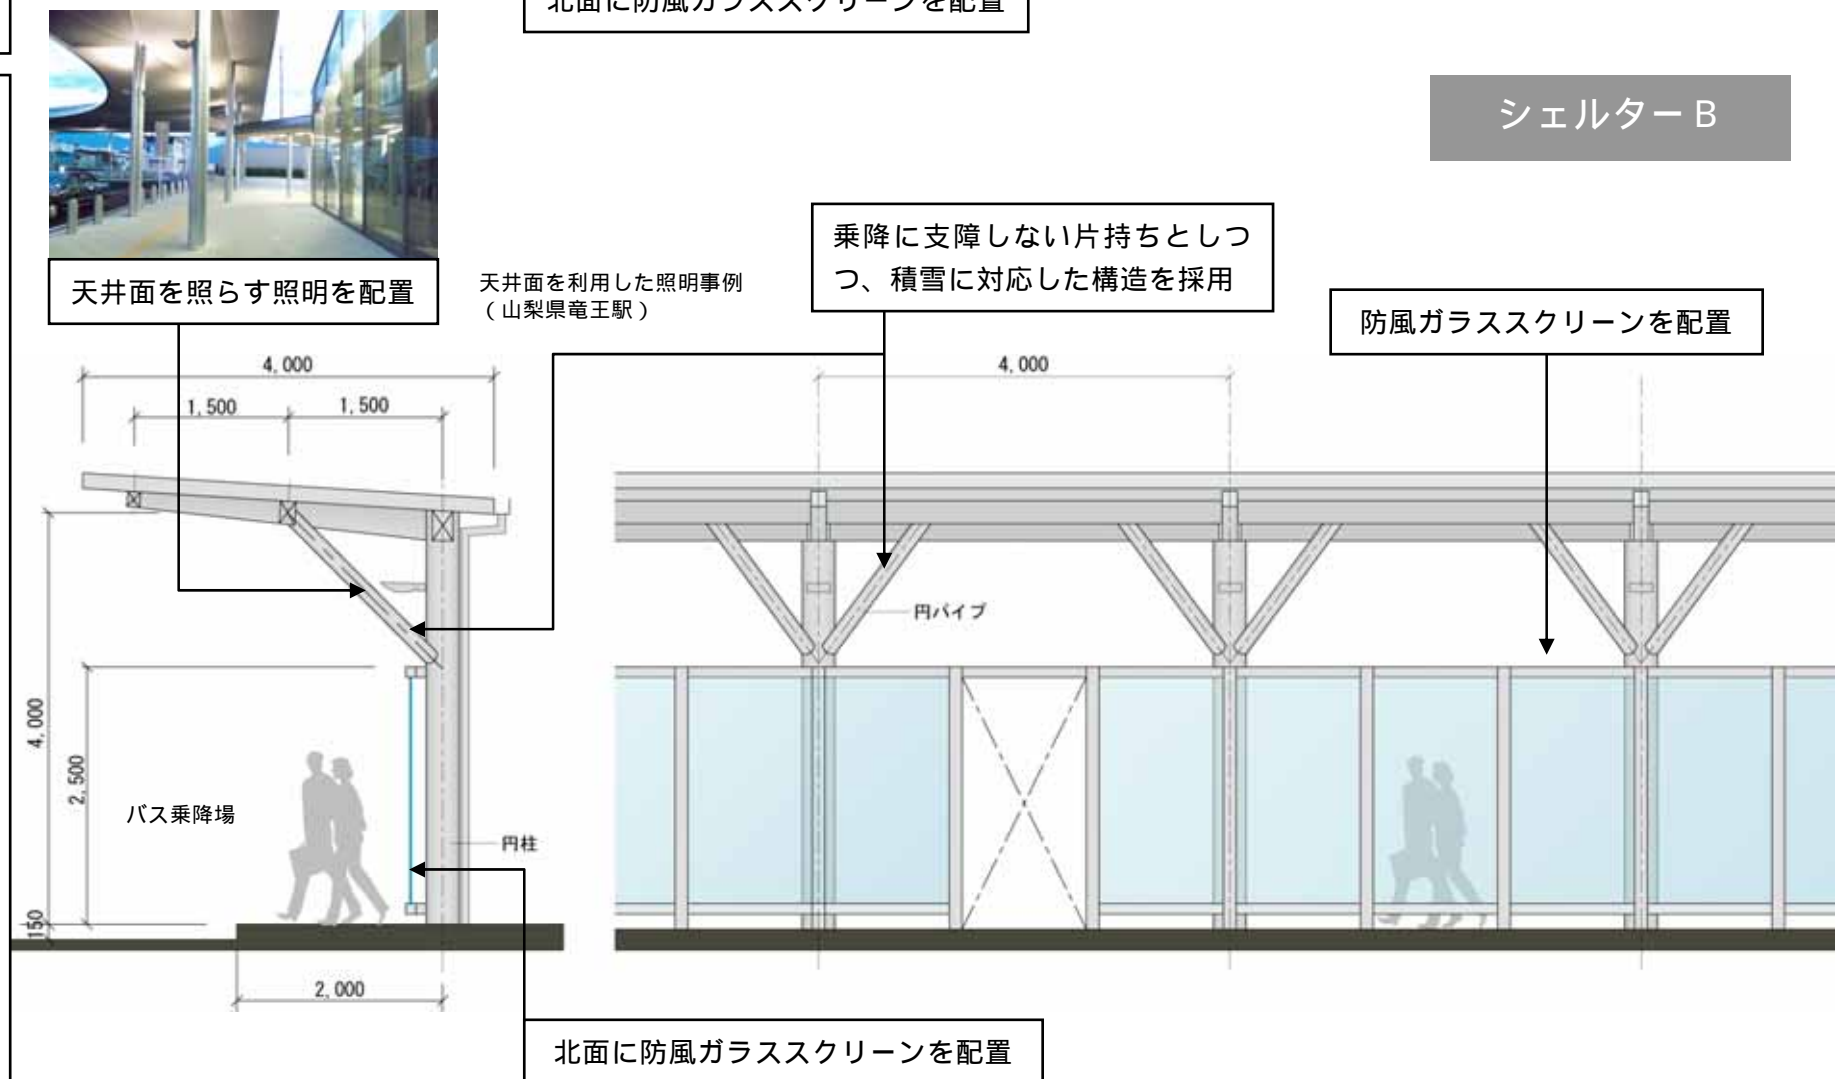 北面に防風ガラススクリーンを配置
シェルターB
天井面を照らす照明を配置
天井面を利用した照明事例
(山梨県竜王駅)
乗降に支障しない片持ちとしつ
つ、積雪に対応した構造を採用
防風ガラススクリーンを配置
4,000
1,500
1,500
4,000
円パイプ
4,000
2,500
150
バス乗降場
円柱
2,000
北面に防風ガラススクリーンを配置